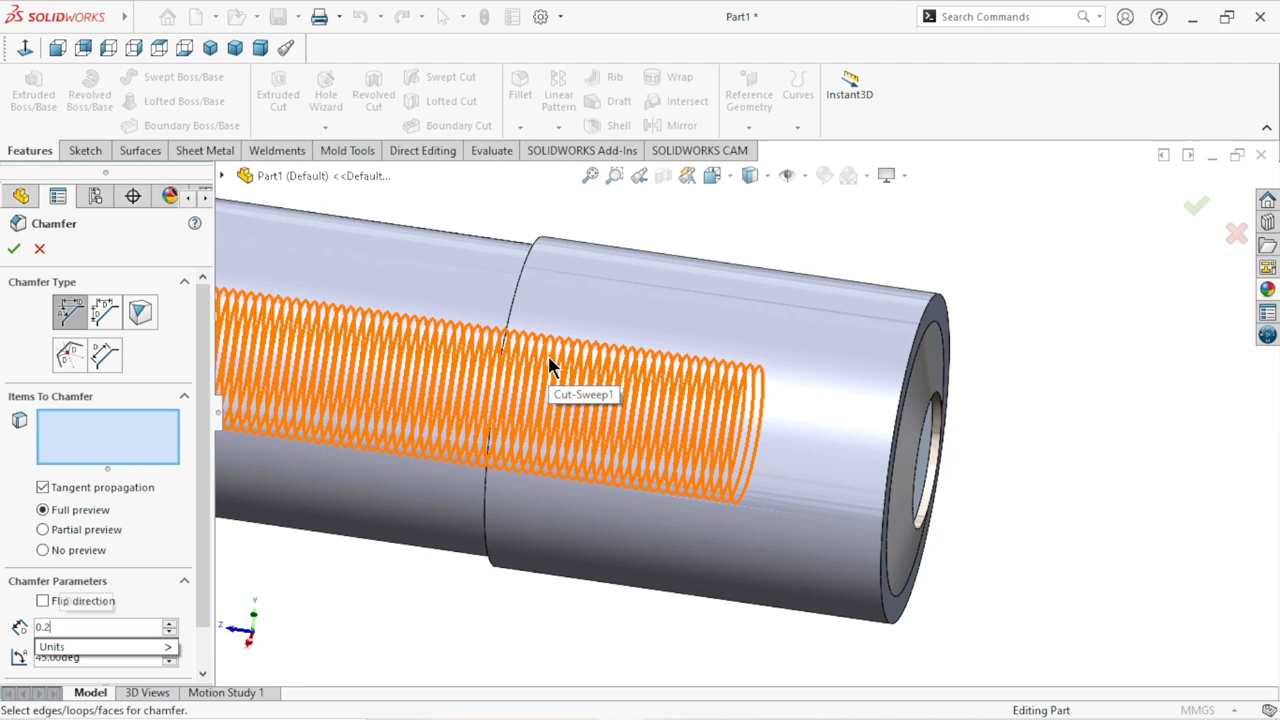 SOLIDWORKS
Part1 *
Search Commands
Extruded Boss/Base
Revolved Boss/Base
Swept Boss/Base
Lofted Boss/Base
Boundary Boss/Base
Extruded Cut
Hole Wizard
Revolved Cut
Swept Cut
Lofted Cut
Boundary Cut
Fillet
Linear Pattern
Rib
Draft
Shell
Wrap
Intersect
Mirror
Reference Geometry
Curves
Instant3D
Features
Sketch
Surfaces
Sheet Metal
Weldments
Mold Tools
Direct Editing
Evaluate
SOLIDWORKS Add-Ins
SOLIDWORKS CAM
Part1 (Default) <<Default...
Chamfer
Chamfer Type
Items To Chamfer
Tangent propagation
Full preview
Partial preview
No preview
Chamfer Parameters
Flip direction
0.2
Units >
45.00deg
Cut-Sweep1
Y
Z
X
Model
3D Views
Motion Study 1
Select edges/loops/faces for chamfer.
Editing Part
MMGS